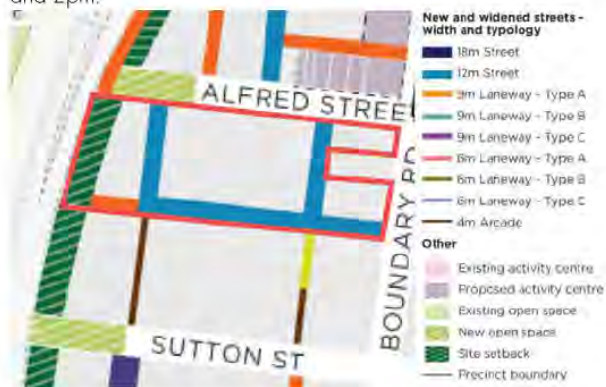 and 2pm.
ALFRED STREE
BOUNDARY RD
SUTTON ST
New and widened streets -
width and typology
18m Street
12m Street
9m Laneway - Type A
9m Laneway - Type B
9m Laneway - Type C
6m Laneway - Type A
6m Laneway - Type B
6m Laneway - Type C
4m Arcade
Other
Existing activity centre
Proposed activity centre
Existing open space
New open space
Site setback
Precinct boundary